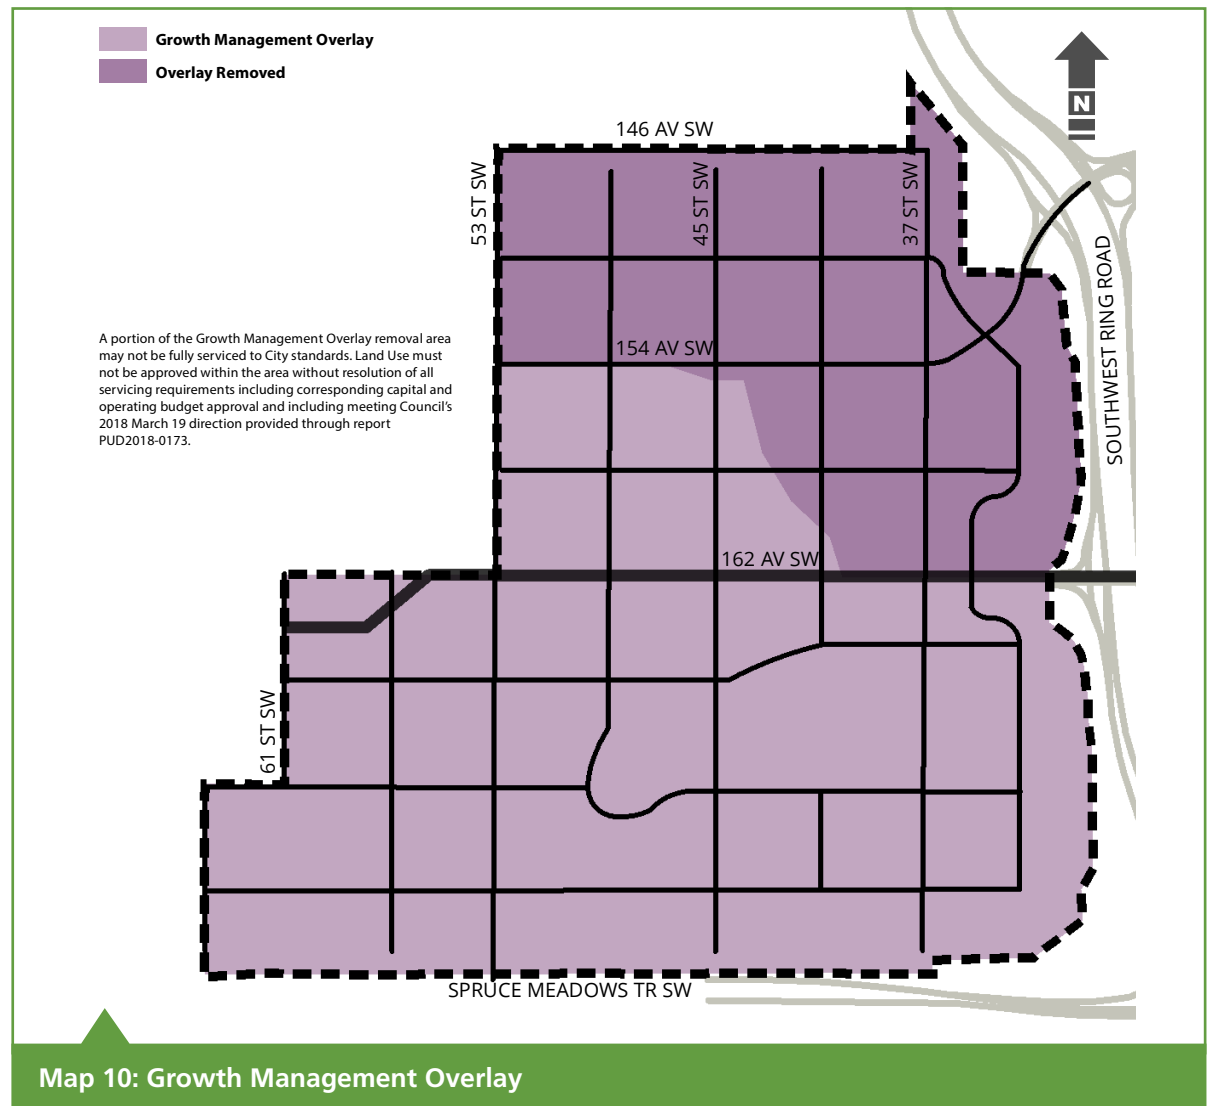 Growth Management Overlay
Overlay Removed
N
146 AV SW
53 ST SW
45 ST SW
37 ST SW
SOUTHWEST RING ROAD
A portion of the Growth Management Overlay removal area
may not be fully serviced to City standards. Land Use must
not be approved within the area without resolution of all
servicing requirements including corresponding capital and
operating budget approval and including meeting Council's
2018 March 19 direction provided through report
PUD2018-0173.
154 AV SW
162 AV SW
61 ST SW
SPRUCE MEADOWS TR SW
Map 10: Growth Management Overlay